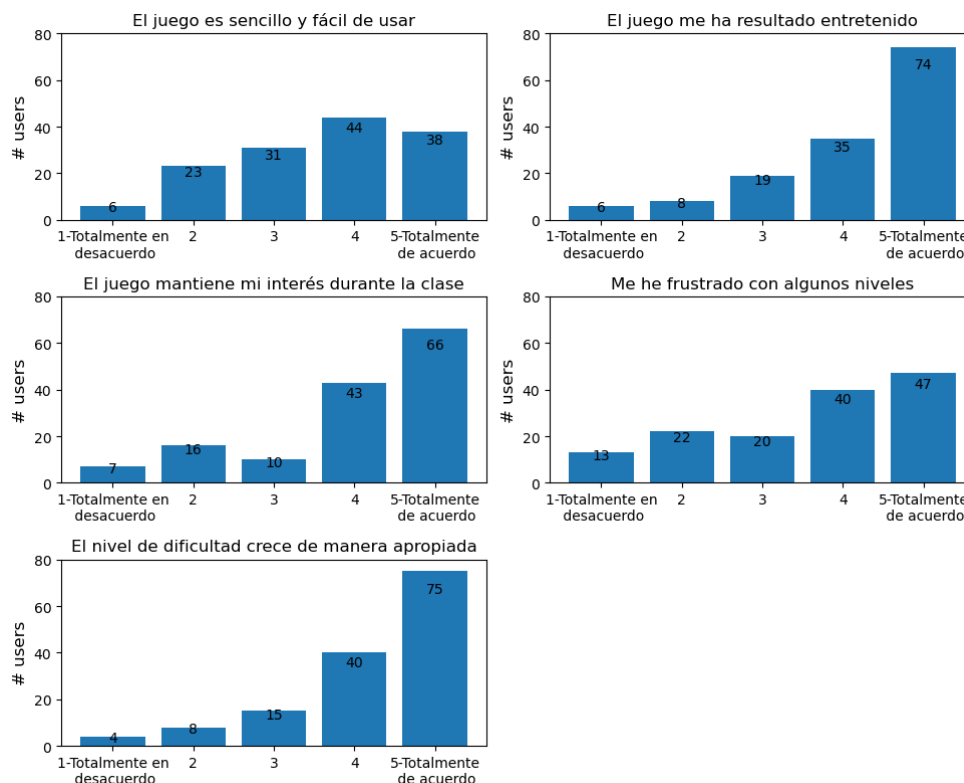 El juego es sencillo y fácil de usar
# users
80
60
40
20
0
6
23
31
44
38
1-Totalmente en
desacuerdo
2
3
4
5-Totalmente
de acuerdo
El juego me ha resultado entretenido
# users
80
60
40
20
0
6
8
19
35
74
1-Totalmente en
desacuerdo
2
3
4
5-Totalmente
de acuerdo
El juego mantiene mi interés durante la clase
# users
80
60
40
20
0
7
16
10
43
66
1-Totalmente en
desacuerdo
2
3
4
5-Totalmente
de acuerdo
Me he frustrado con algunos niveles
# users
80
60
40
20
0
13
22
20
40
47
1-Totalmente en
desacuerdo
2
3
4
5-Totalmente
de acuerdo
El nivel de dificultad crece de manera apropiada
# users
80
60
40
20
0
4
8
15
40
75
1-Totalmente en
desacuerdo
2
3
4
5-Totalmente
de acuerdo